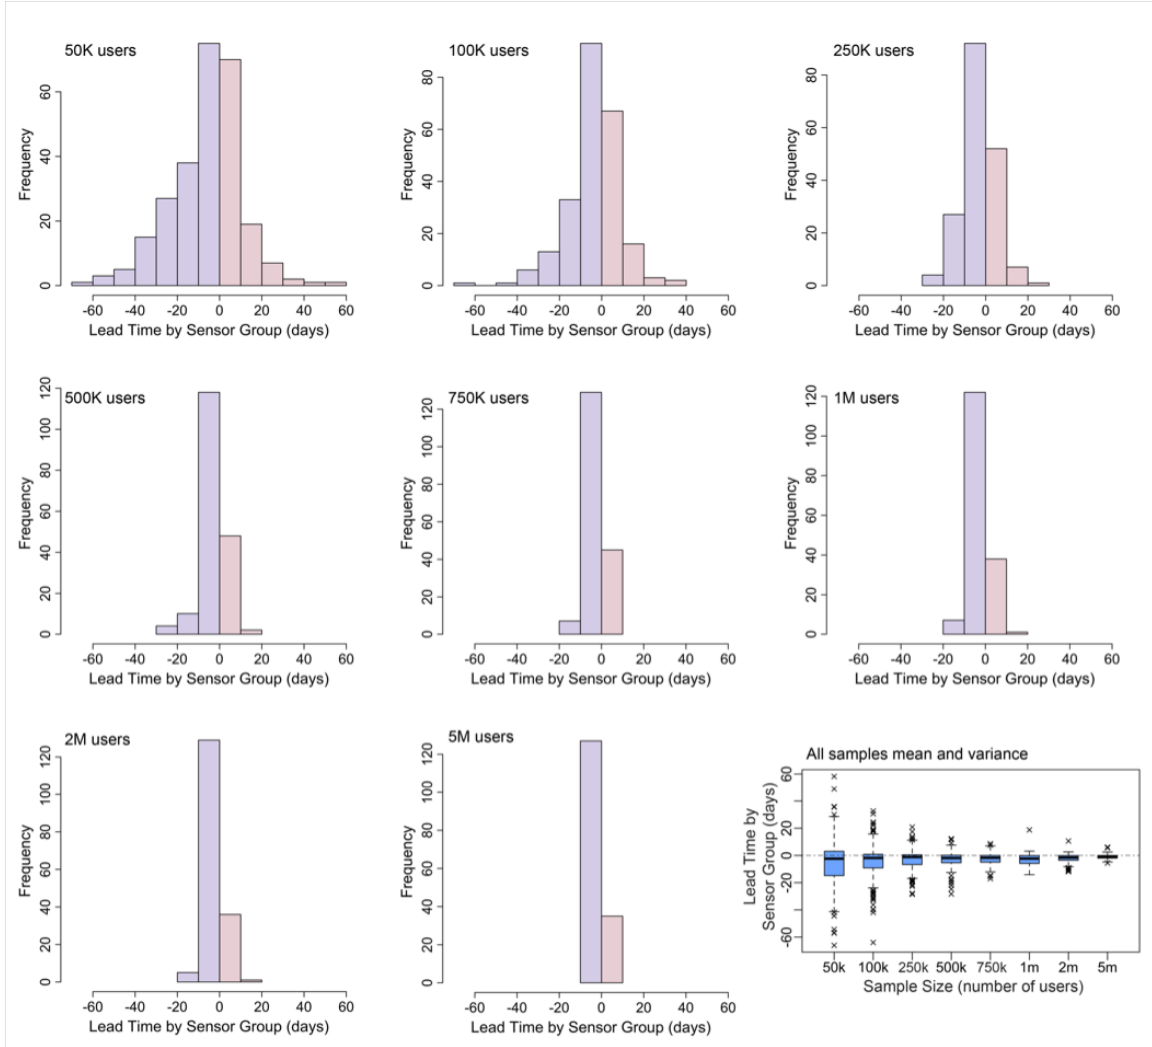 50K users
Frequency
0 20 40 60
-60 -40 -20 0 20 40 60
Lead Time by Sensor Group (days)
100K users
Frequency
0 20 40 60 80
-60 -40 -20 0 20 40 60
Lead Time by Sensor Group (days)
250K users
Frequency
0 20 40 60 80
-60 -40 -20 0 20 40 60
Lead Time by Sensor Group (days)
500K users
Frequency
0 20 40 60 80 100 120
-60 -40 -20 0 20 40 60
Lead Time by Sensor Group (days)
750K users
Frequency
0 20 40 60 80 100 120
-60 -40 -20 0 20 40 60
Lead Time by Sensor Group (days)
1M users
Frequency
0 20 40 60 80 100 120
-60 -40 -20 0 20 40 60
Lead Time by Sensor Group (days)
2M users
Frequency
0 20 40 60 80 100 120
-60 -40 -20 0 20 40 60
Lead Time by Sensor Group (days)
5M users
Frequency
0 20 40 60 80 100 120
-60 -40 -20 0 20 40 60
Lead Time by Sensor Group (days)
All samples mean and variance
Lead Time by
Sensor Group (days)
-60 -20 0 20 60
50k 100k 250k 500k 750k 1m 2m 5m
Sample Size (number of users)